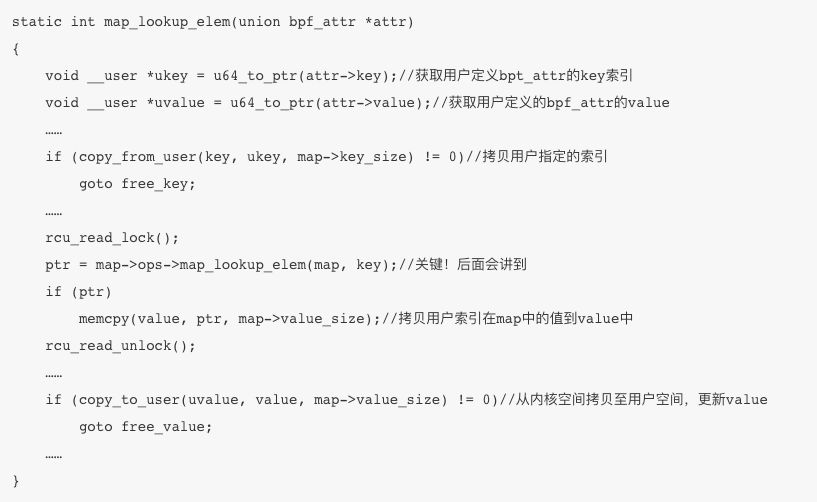 static int map_lookup_elem(union bpf_attr *attr)
{
    void __user *ukey = u64_to_ptr(attr->key);//获取用户定义bpt_attr的key索引
    void __user *uvalue = u64_to_ptr(attr->value);//获取用户定义的bpf_attr的value
    ……
    if (copy_from_user(key, ukey, map->key_size) != 0)//拷贝用户指定的索引
        goto free_key;
    ……
    rcu_read_lock();
    ptr = map->ops->map_lookup_elem(map, key);//关键！后面会讲到
    if (ptr)
        memcpy(value, ptr, map->value_size);//拷贝用户索引在map中的值到value中
    rcu_read_unlock();
    ……
    if (copy_to_user(uvalue, value, map->value_size) != 0)//从内核空间拷贝至用户空间，更新value
        goto free_value;
    ……
}